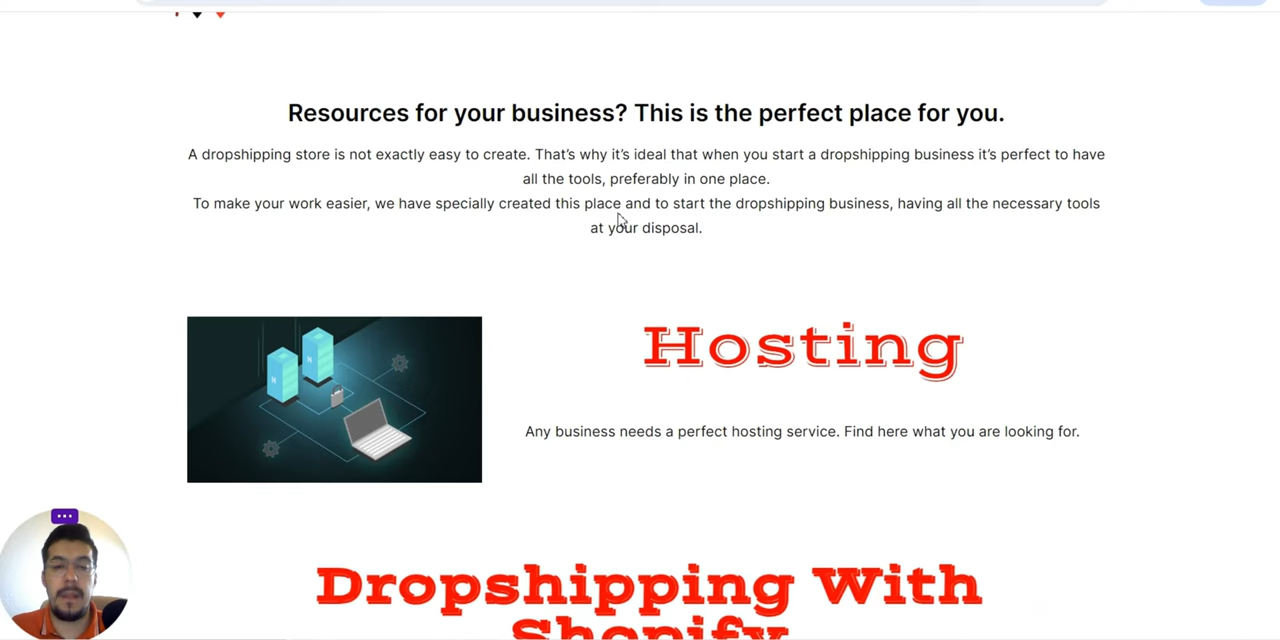 Resources for your business? This is the perfect place for you.
A dropshipping store is not exactly easy to create. That's why it's ideal that when you start a dropshipping business it's perfect to have
all the tools, preferably in one place.
To make your work easier, we have specially created this place and to start the dropshipping business, having all the necessary tools
at your disposal.
Hosting
Any business needs a perfect hosting service. Find here what you are looking for.
Dropshipping With
Shopify